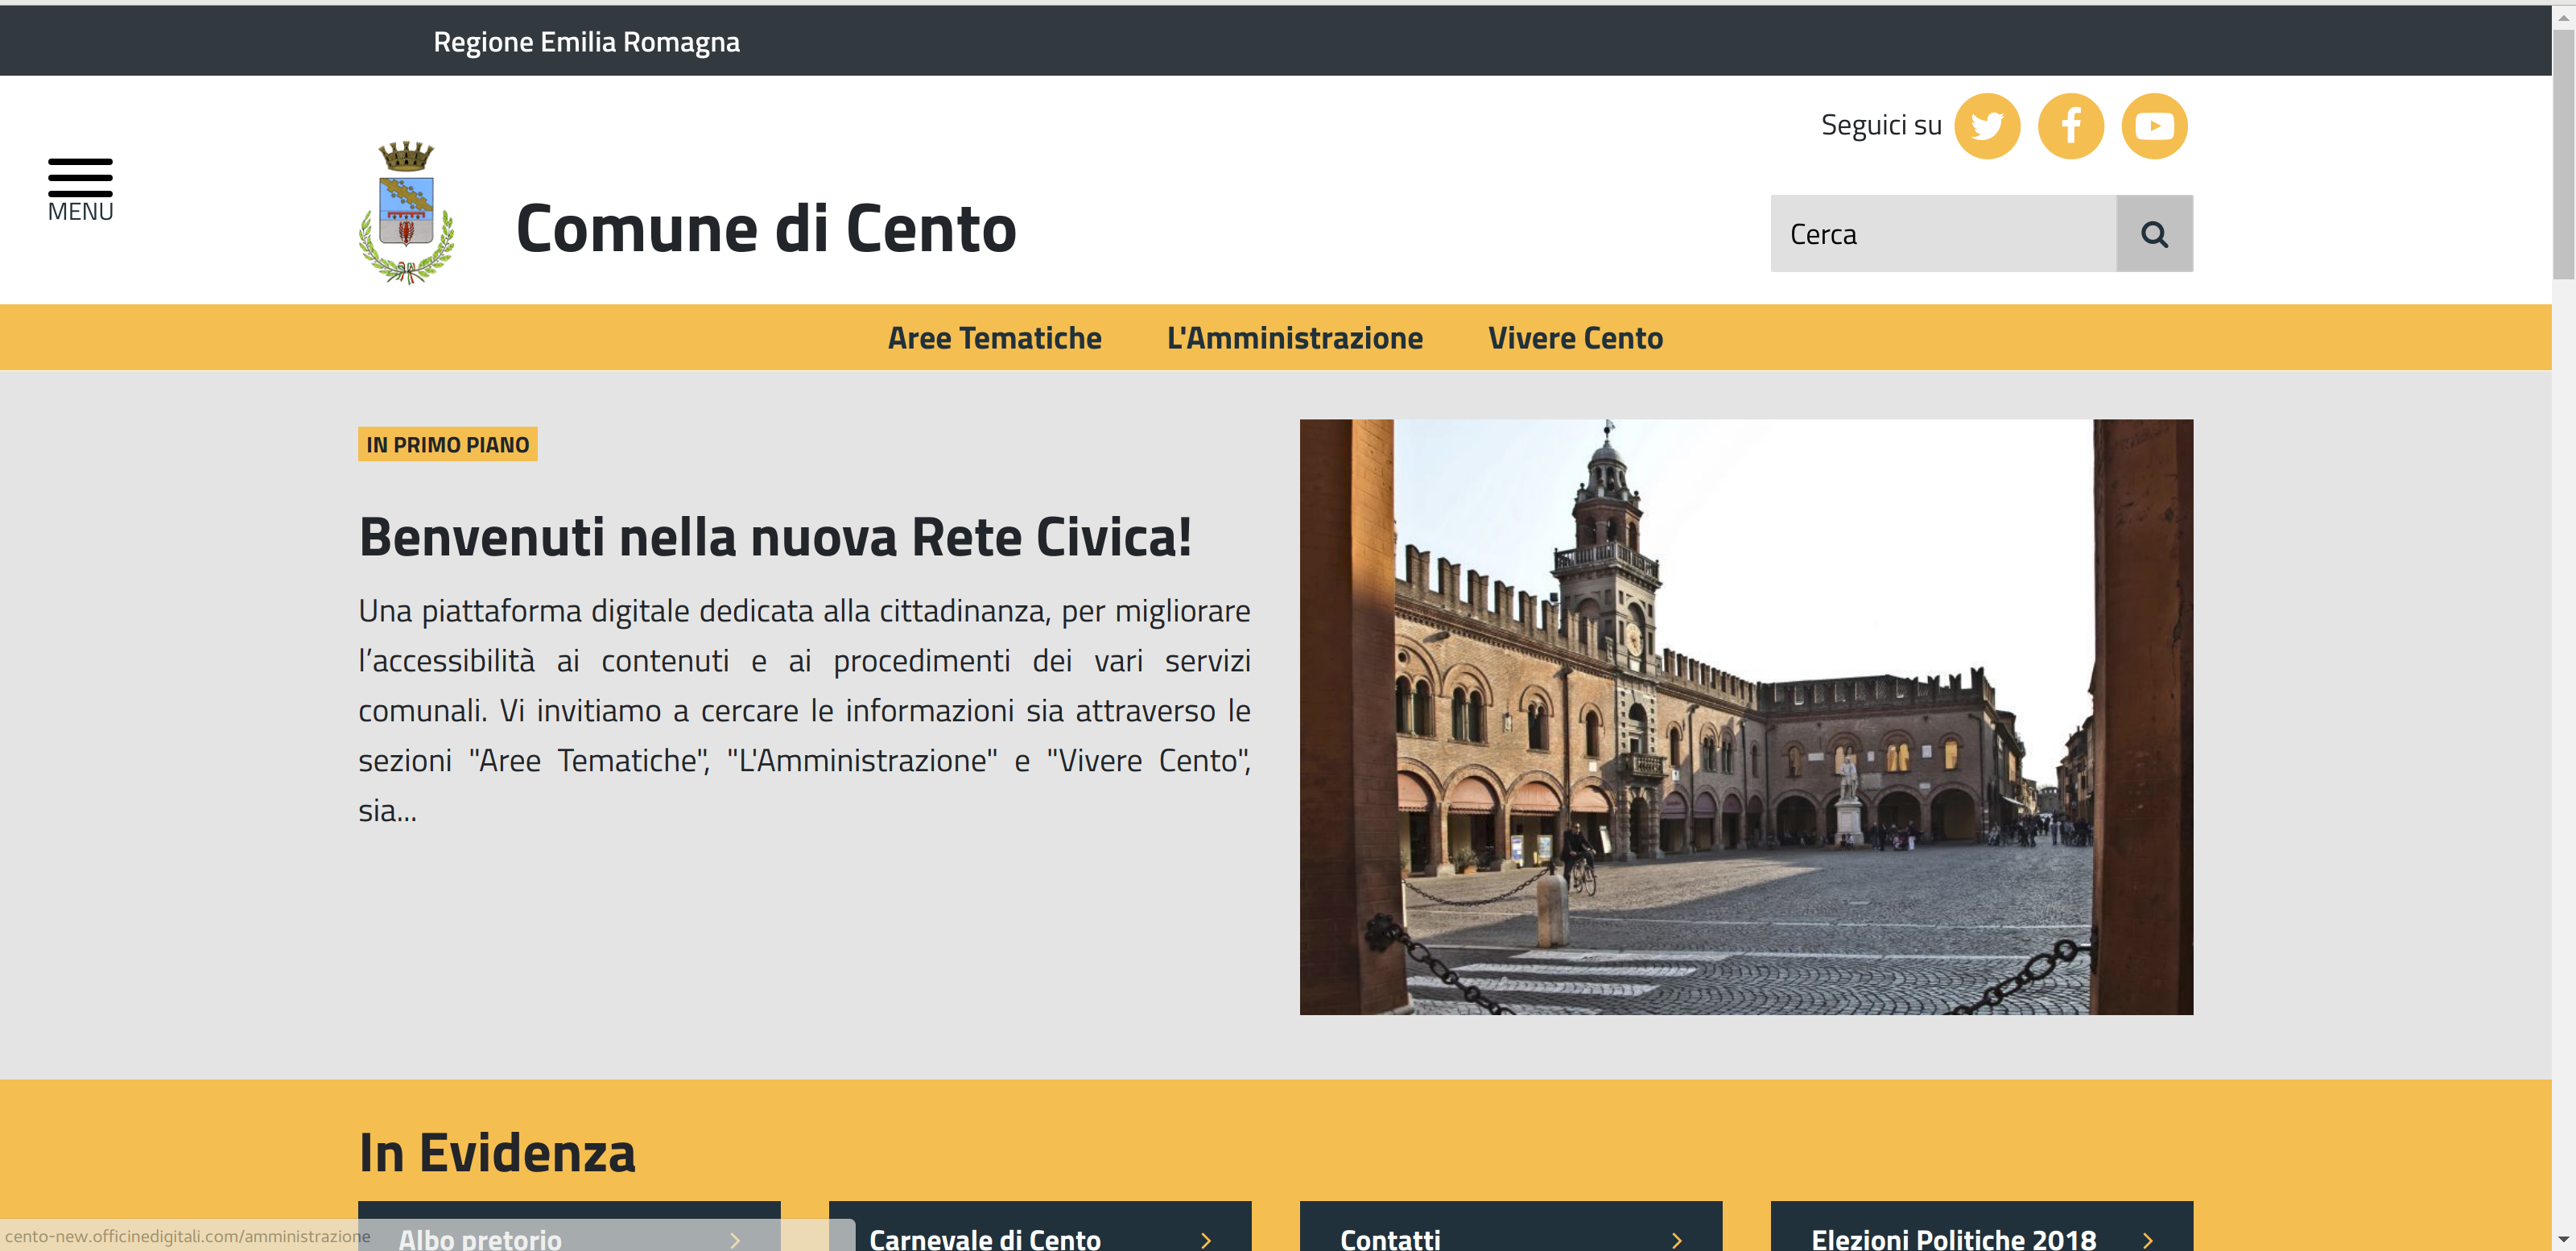 Regione Emilia Romagna
Seguici su
MENU
Comune di Cento
Cerca
Aree Tematiche L'Amministrazione Vivere Cento
IN PRIMO PIANO
Benvenuti nella nuova Rete Civica!
Una piattaforma digitale dedicata alla cittadinanza, per migliorare
l’accessibilità ai contenuti e ai procedimenti dei vari servizi
comunali. Vi invitiamo a cercare le informazioni sia attraverso le
sezioni "Aree Tematiche", "L'Amministrazione" e "Vivere Cento",
sia...
In Evidenza
Albo pretorio Carnevale di Cento Contatti Elezioni Politiche 2018
cento-new.officinedigitali.com/amministrazione